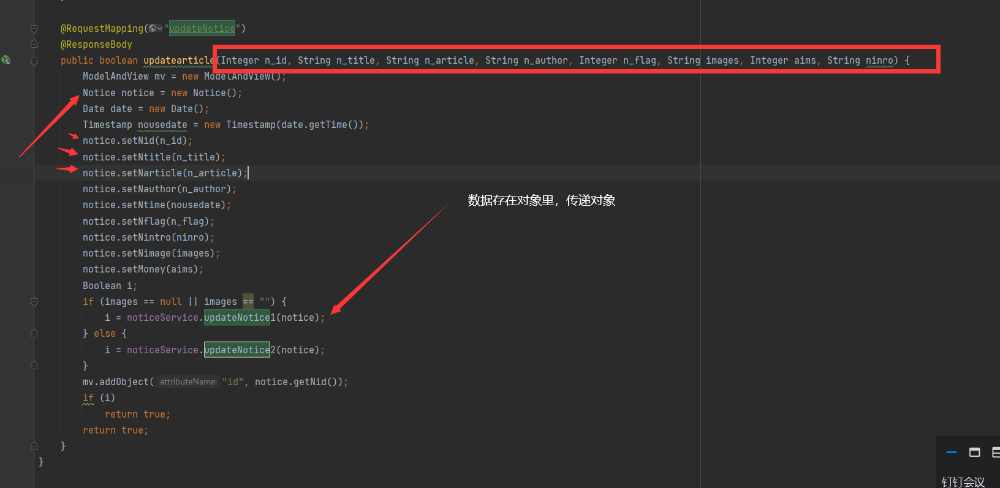 @RequestMapping("updateNotice")
@ResponseBody
public boolean updatearticle(Integer n_id, String n_title, String n_article, String n_author, Integer n_flag, String images, Integer aims, String ninro) {
ModelAndView mv = new ModelAndView();
Notice notice = new Notice();
Date date = new Date();
Timestamp nousedate = new Timestamp(date.getTime());
notice.setNid(n_id);
notice.setNtitle(n_title);
notice.setNarticle(n_article);
notice.setNauthor(n_author);
数据存在对象里，传递对象
notice.setNtime(nousedate);
notice.setNflag(n_flag);
notice.setNintro(ninro);
notice.setNimage(images);
notice.setMoney(aims);
Boolean i;
if (images == null || images == "") {
i = noticeService.updateNotice1(notice);
} else {
i = noticeService.updateNotice2(notice);
}
mv.addObject( attributeName: "id", notice.getNid());
if (i)
return true;
return true;
}
}
钉钉会议